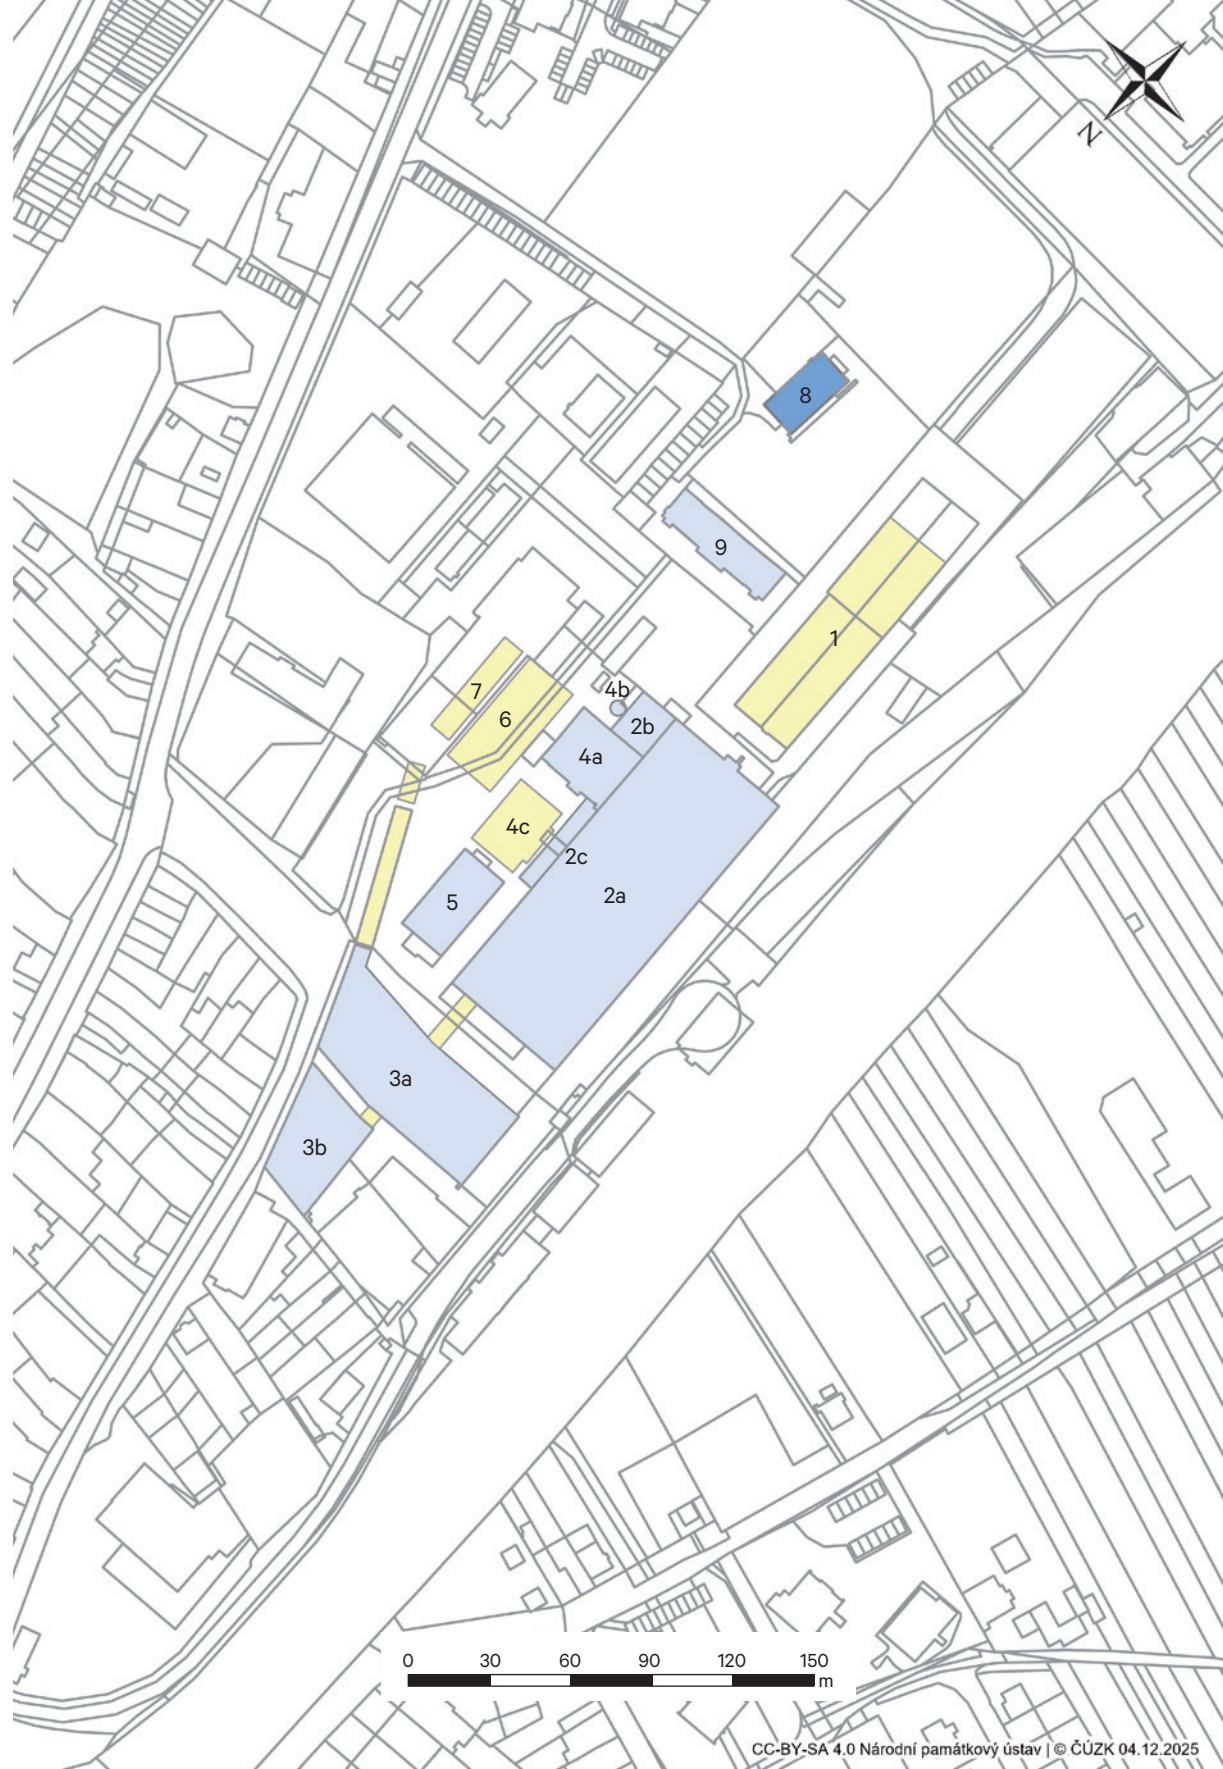 N
8
9
1
7
4b
6
2b
4a
4c
2c
5
2a
3a
3b
0 30 60 90 120 150
m
CC-BY-SA 4.0 Národní památkový ústav | © ČÚZK 04.12.2025